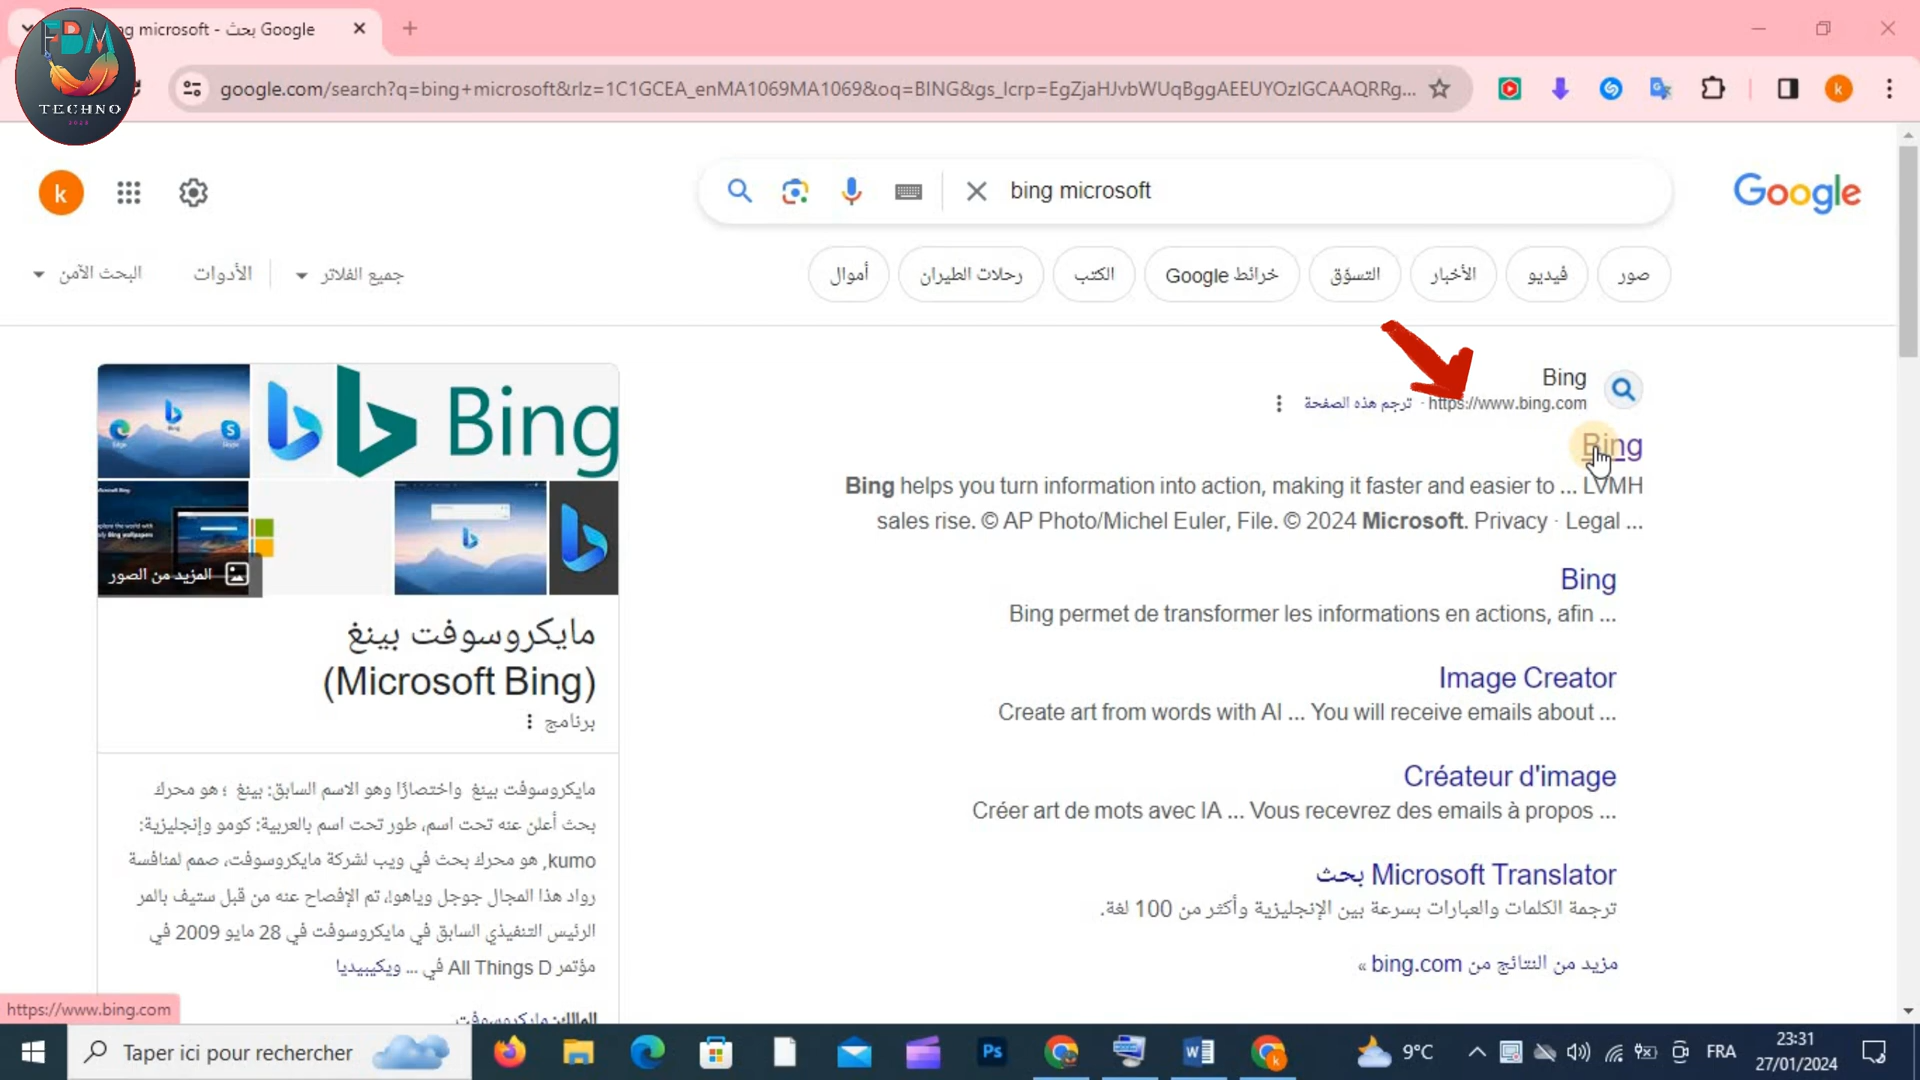 bing microsoft - بحث Google
google.com/search?q=bing+microsoft&rlz=1C1GCEA_enMA1069MA1069&oq=BING&gs_lcrp=EgZjaHJvbWUqBggAEEUYOzIGCAAQRRg...
FBM
TECHNO
k
k
bing microsoft
Google
صور
فيديو
الأخبار
التسوّق
خرائط Google
الكتب
رحلات الطيران
أموال
جميع الفلاتر
الأدوات
البحث الآمن
Bing
https://www.bing.com · ترجم هذه الصفحة
Bing
Bing helps you turn information into action, making it faster and easier to ... LVMH
sales rise. © AP Photo/Michel Euler, File. © 2024 Microsoft. Privacy · Legal ...
Bing
Bing permet de transformer les informations en actions, afin ...
Image Creator
Create art from words with AI ... You will receive emails about ...
Créateur d'image
Créer art de mots avec IA ... Vous recevrez des emails à propos ...
Microsoft Translator بحث
ترجمة الكلمات والعبارات بسرعة بين الإنجليزية وأكثر من 100 لغة.
مزيد من النتائج من bing.com »
Bing
المزيد من الصور
مايكروسوفت بينغ
(Microsoft Bing)
برنامج
مايكروسوفت بينغ واختصارًا وهو الاسم السابق: بينغ ؛ هو محرك
بحث أعلن عنه تحت اسم، طور تحت اسم بالعربية: كومو وإنجليزية:
kumo, هو محرك بحث في ويب لشركة مايكروسوفت، صمم لمنافسة
رواد هذا المجال جوجل وياهو!، تم الإفصاح عنه من قبل ستيف بالمر
الرئيس التنفيذي السابق في مايكروسوفت في 28 مايو 2009 في
مؤتمر All Things D في ... ويكيبيديا
المالك: مايكروسوفت
https://www.bing.com
Taper ici pour rechercher
Ps
9°C
FRA
23:31
27/01/2024